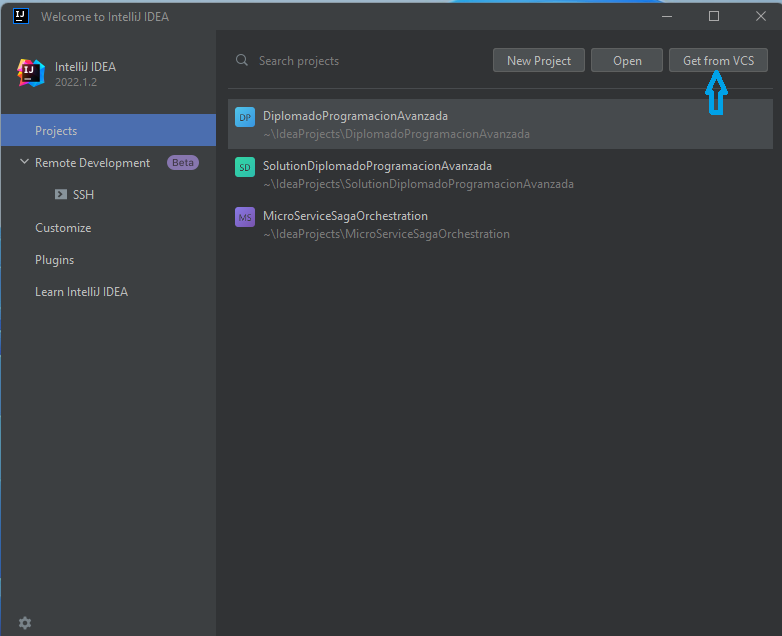 Welcome to IntelliJ IDEA
IntelliJ IDEA
2022.1.2
Projects
Remote Development Beta
SSH
Customize
Plugins
Learn IntelliJ IDEA
Search projects
New Project
Open
Get from VCS
DP
DiplomadoProgramacionAvanzada
~\IdeaProjects\DiplomadoProgramacionAvanzada
SD
SolutionDiplomadoProgramacionAvanzada
~\IdeaProjects\SolutionDiplomadoProgramacionAvanzada
MS
MicroServiceSagaOrchestration
~\IdeaProjects\MicroServiceSagaOrchestration